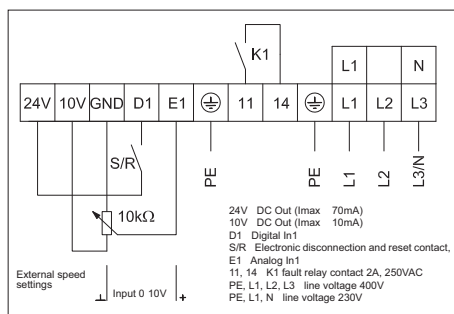 K1
L1 N
24V 10V GND D1 E1 11 14 L1 L2 L3
S/R
PE PE L1 L2 L3/N
10kΩ
24V DC Out (Imax 70mA)
10V DC Out (Imax 10mA)
D1 Digital In1
S/R Electronic disconnection and reset contact,
E1 Analog In1
11, 14 K1 fault relay contact 2A, 250VAC
PE, L1, L2, L3 line voltage 400V
PE, L1, N line voltage 230V
External speed
settings
⊥ Input 0 10V +